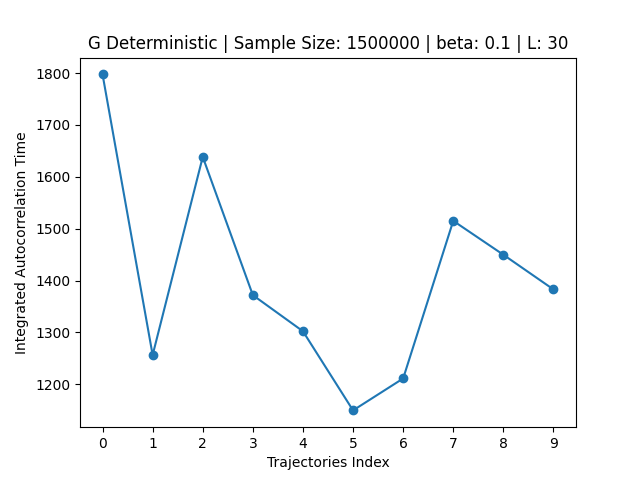 G Deterministic | Sample Size: 1500000 | beta: 0.1 | L: 30
1800
1700
1600
1500
1400
1300
1200
Integrated Autocorrelation Time
0 1 2 3 4 5 6 7 8 9
Trajectories Index